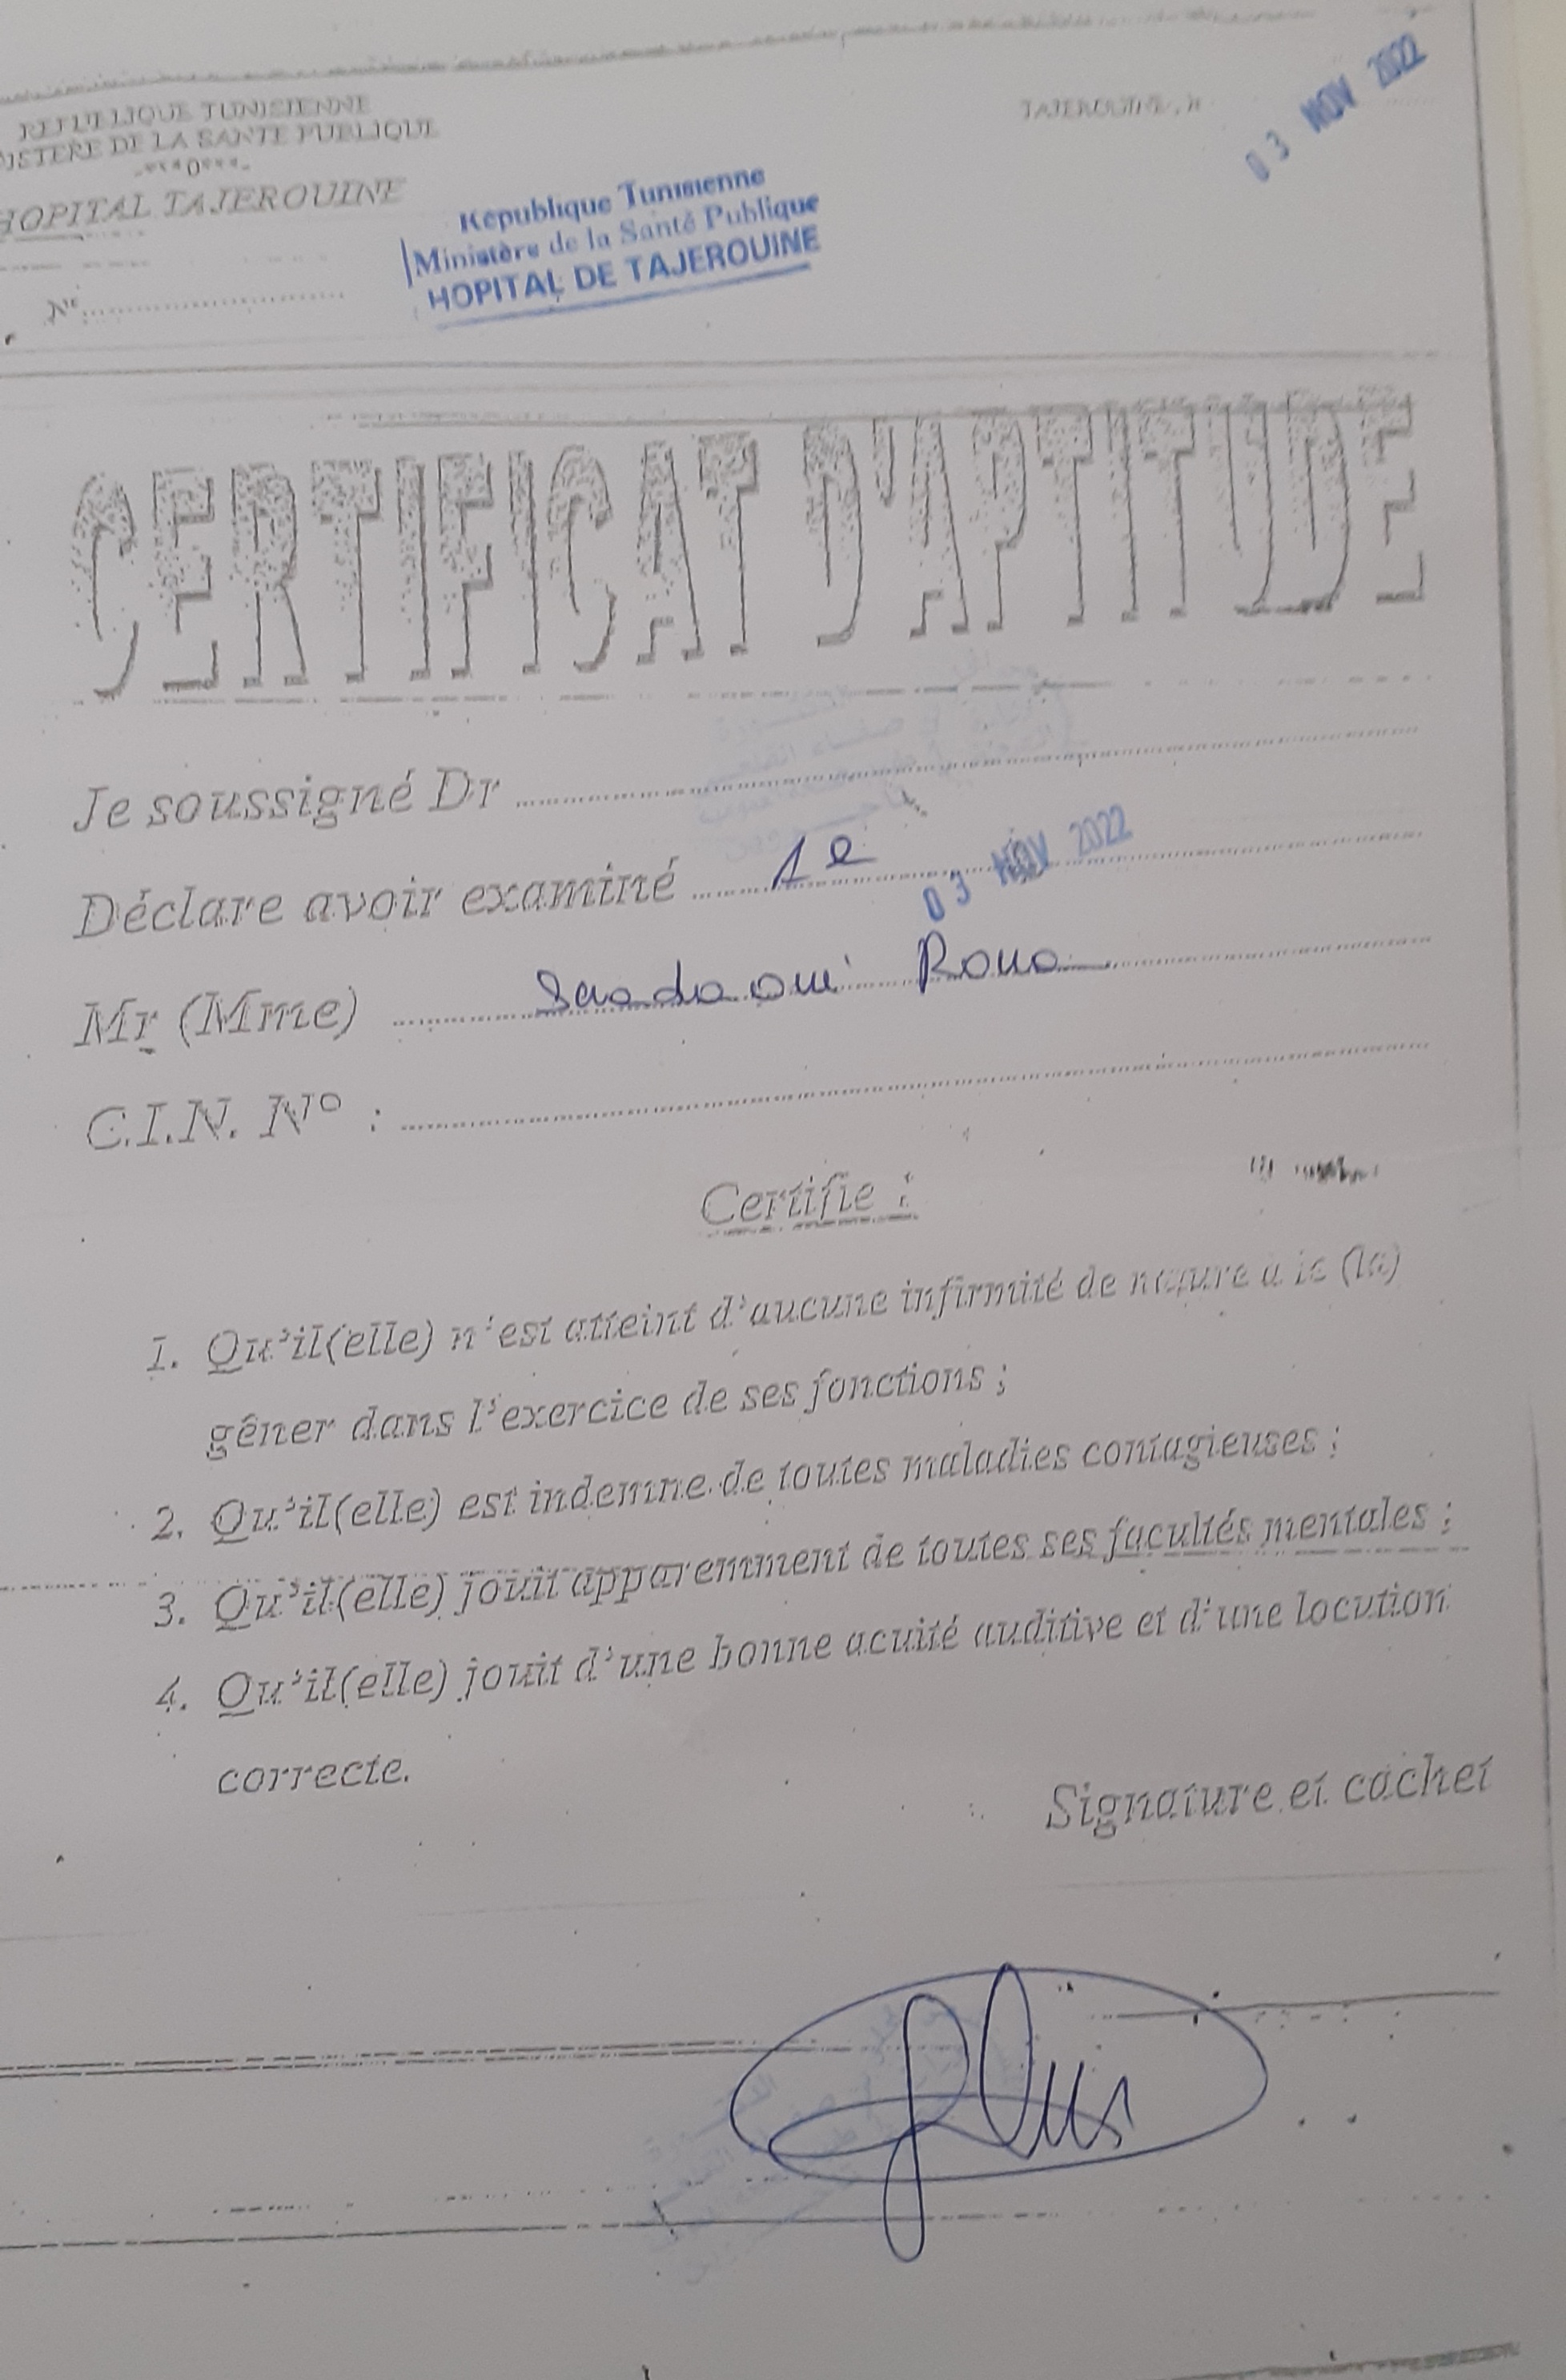 REPUBLIQUE TUNISIENNE
ISTERE DE LA SANTE PUBLIQUE
HOPITAL TAJEROUINE
N°
TAJEROUINE, le
03 NOV 2022
République Tunisienne
Ministère de la Santé Publique
HOPITAL DE TAJEROUINE
CERTIFICAT D'APTITUDE
Je soussigné Dr
Déclare avoir examiné le
03 NOV 2022
Mr (Mme)
C.I.N. N° :
Certifie :
1. Qu'il(elle) n'est atteint d'aucune infirmité de nature à le (la)
gêner dans l'exercice de ses fonctions ;
2. Qu'il(elle) est indemne de toutes maladies contagieuses ;
3. Qu'il(elle) jouit apparemment de toutes ses facultés mentales ;
4. Qu'il(elle) jouit d'une bonne acuité auditive et d'une locution
correcte.
Signature et cachet